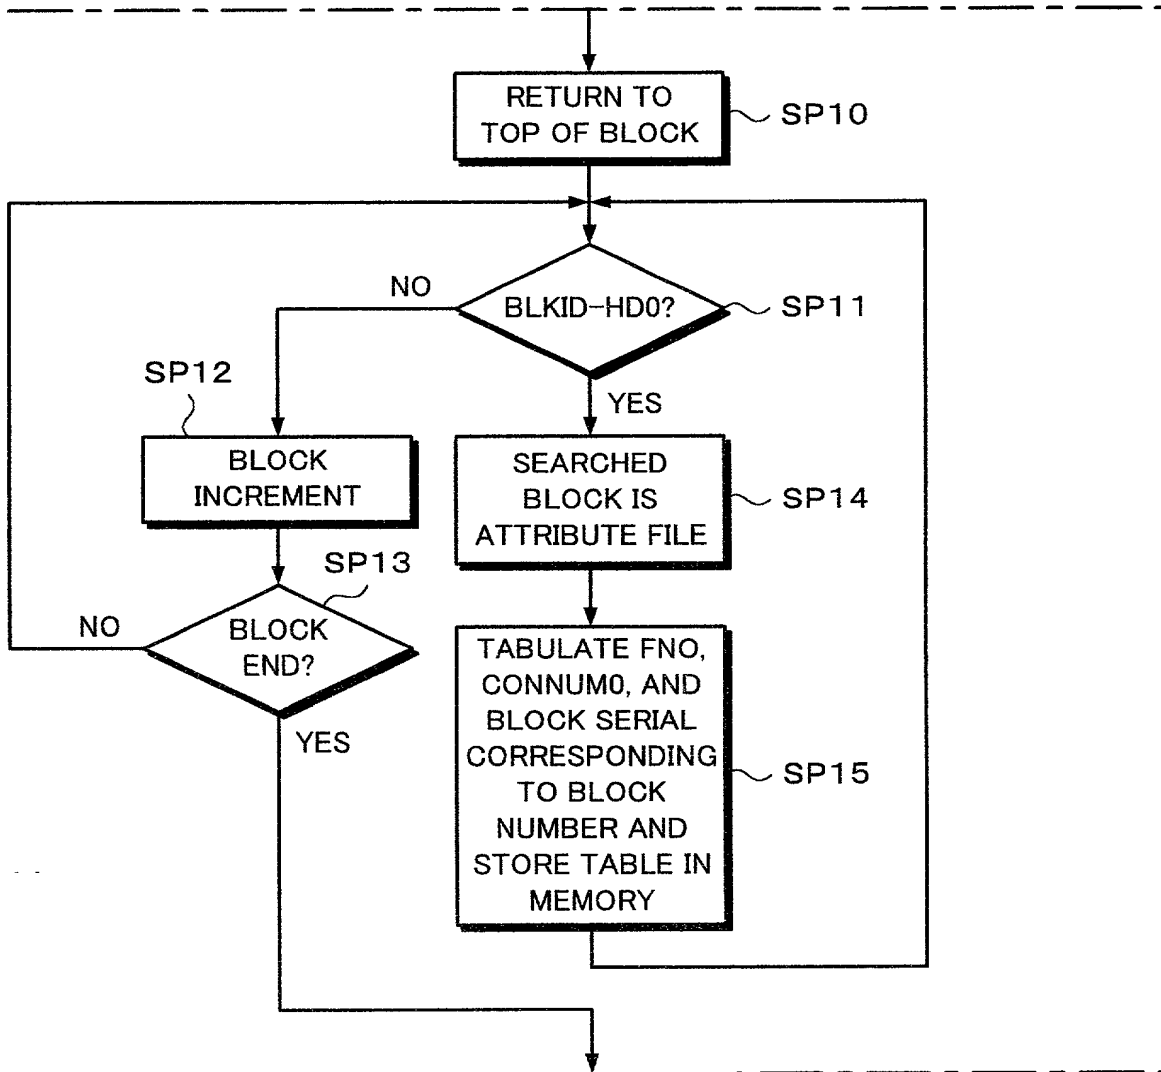 RETURN TO
TOP OF BLOCK
SP10
NO
BLKID-HD0?
SP11
YES
SP12
BLOCK
INCREMENT
SEARCHED
BLOCK IS
ATTRIBUTE FILE
SP14
SP13
NO
BLOCK
END?
YES
TABULATE FNO,
CONNUM0, AND
BLOCK SERIAL
CORRESPONDING
TO BLOCK
NUMBER AND
STORE TABLE IN
MEMORY
SP15